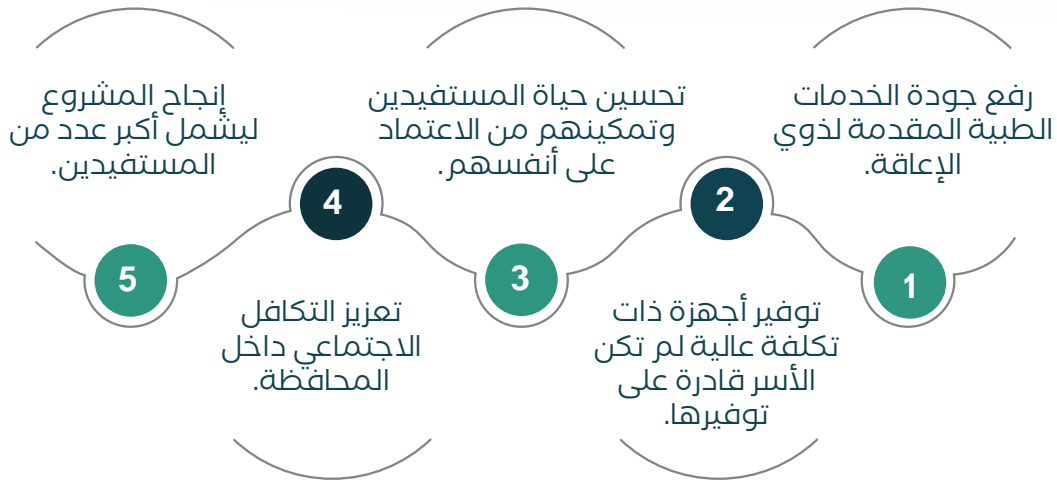 1
رفع جودة الخدمات
الطبية المقدمة لذوي
الإعاقة.
2
توفير أجهزة ذات
تكلفة عالية لم تكن
الأسر قادرة على
توفيرها.
3
تحسين حياة المستفيدين
وتمكينهم من الاعتماد
على أنفسهم.
4
تعزيز التكافل
الاجتماعي داخل
المحافظة.
5
إنجاح المشروع
ليشمل أكبر عدد من
المستفيدين.